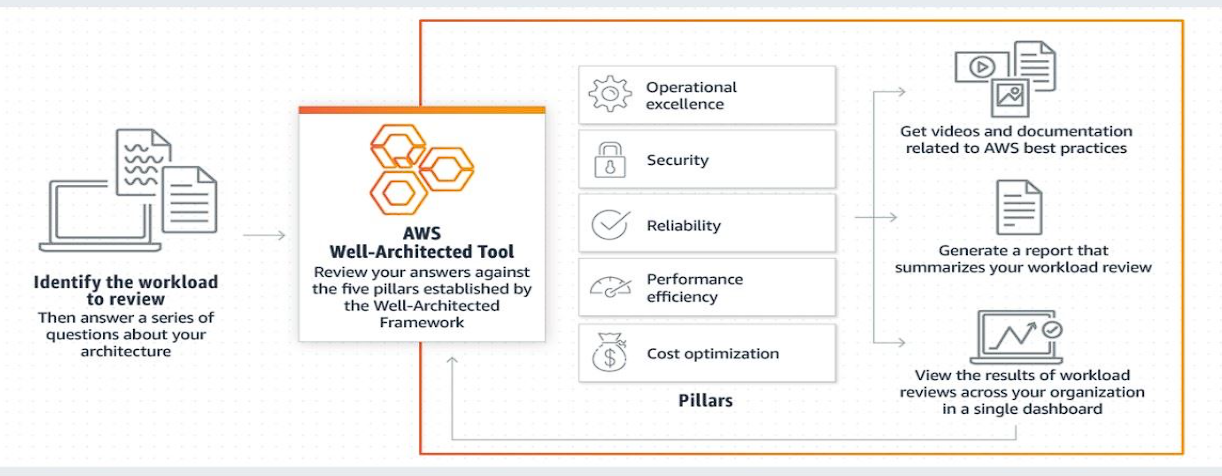 Identify the workload
to review
Then answer a series of
questions about your
architecture
AWS
Well-Architected Tool
Review your answers against
the five pillars established by
the Well-Architected
Framework
Operational
excellence
Security
Reliability
Performance
efficiency
Cost optimization
Pillars
Get videos and documentation
related to AWS best practices
Generate a report that
summarizes your workload review
View the results of workload
reviews across your organization
in a single dashboard